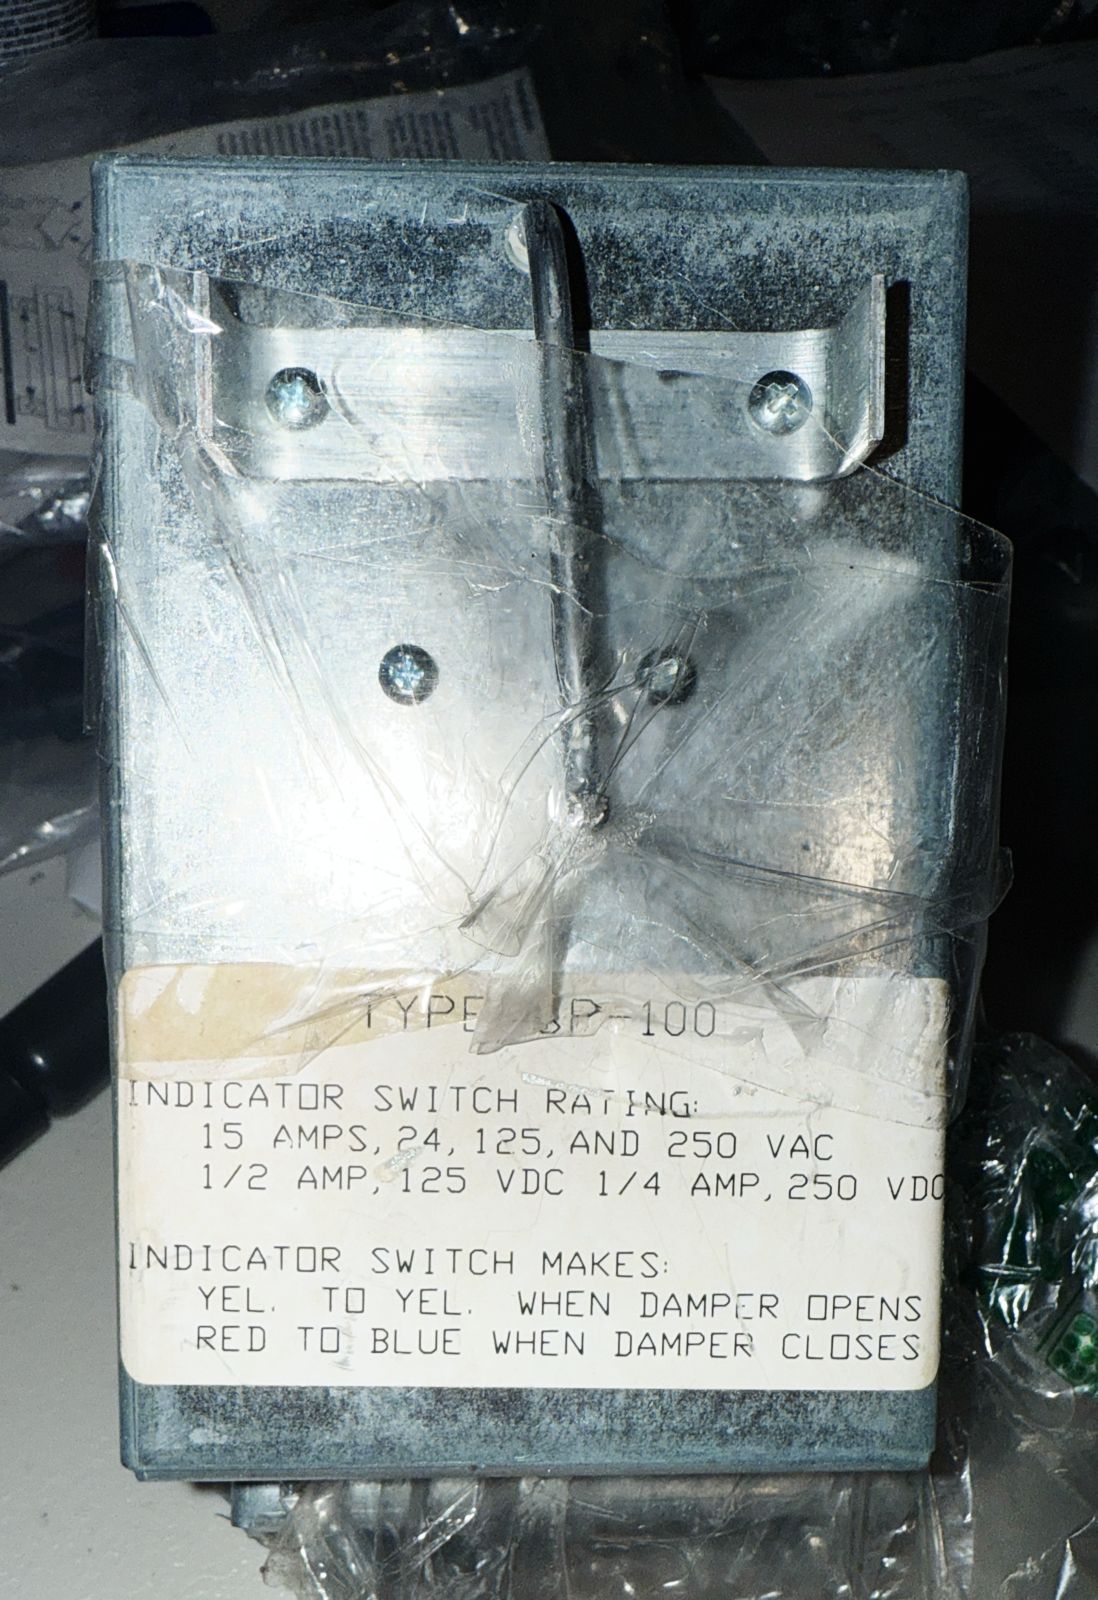 TYPE SP-100
INDICATOR SWITCH RATING:
15 AMPS, 24, 125, AND 250 VAC
1/2 AMP, 125 VDC 1/4 AMP, 250 VDC
INDICATOR SWITCH MAKES:
YEL. TO YEL. WHEN DAMPER OPENS
RED TO BLUE WHEN DAMPER CLOSES